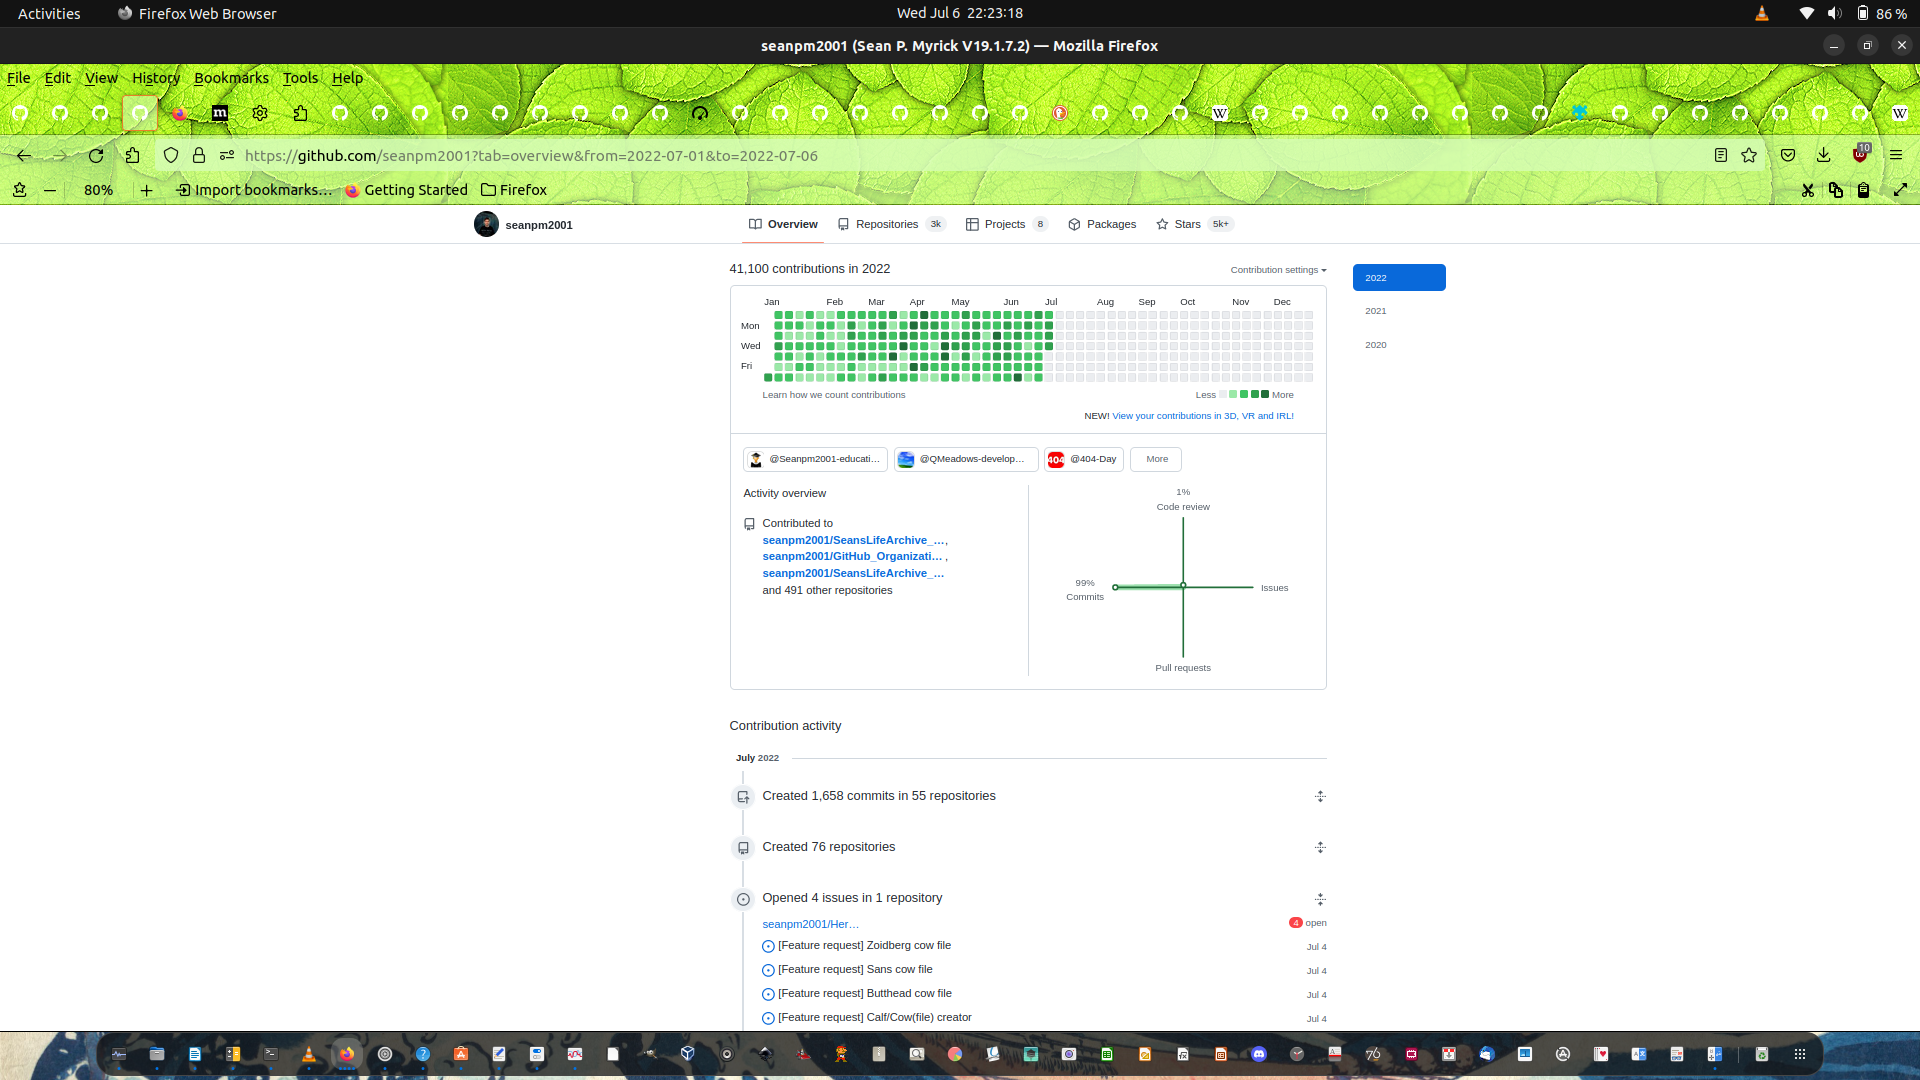 Activities
Firefox Web Browser
Wed Jul 6 22:23:18
86 %
seanpm2001 (Sean P. Myrick V19.1.7.2) — Mozilla Firefox
File Edit View History Bookmarks Tools Help
https://github.com/seanpm2001?tab=overview&from=2022-07-01&to=2022-07-06
10
80%
Import bookmarks…
Getting Started
Firefox
seanpm2001
Overview
Repositories 3k
Projects 8
Packages
Stars 5k+
41,100 contributions in 2022
Contribution settings
2022
2021
2020
Jan Feb Mar Apr May Jun Jul Aug Sep Oct Nov Dec
Mon
Wed
Fri
Learn how we count contributions
Less
More
NEW! View your contributions in 3D, VR and IRL!
@Seanpm2001-educati…
@QMeadows-develop…
404 @404-Day
More
Activity overview
Contributed to
seanpm2001/SeansLifeArchive_…,
seanpm2001/GitHub_Organizati… ,
seanpm2001/SeansLifeArchive_…
and 491 other repositories
1%
Code review
99%
Commits
Issues
Pull requests
Contribution activity
July 2022
Created 1,658 commits in 55 repositories
Created 76 repositories
Opened 4 issues in 1 repository
seanpm2001/Her…
4 open
[Feature request] Zoidberg cow file
Jul 4
[Feature request] Sans cow file
Jul 4
[Feature request] Butthead cow file
Jul 4
[Feature request] Calf/Cow(file) creator
Jul 4